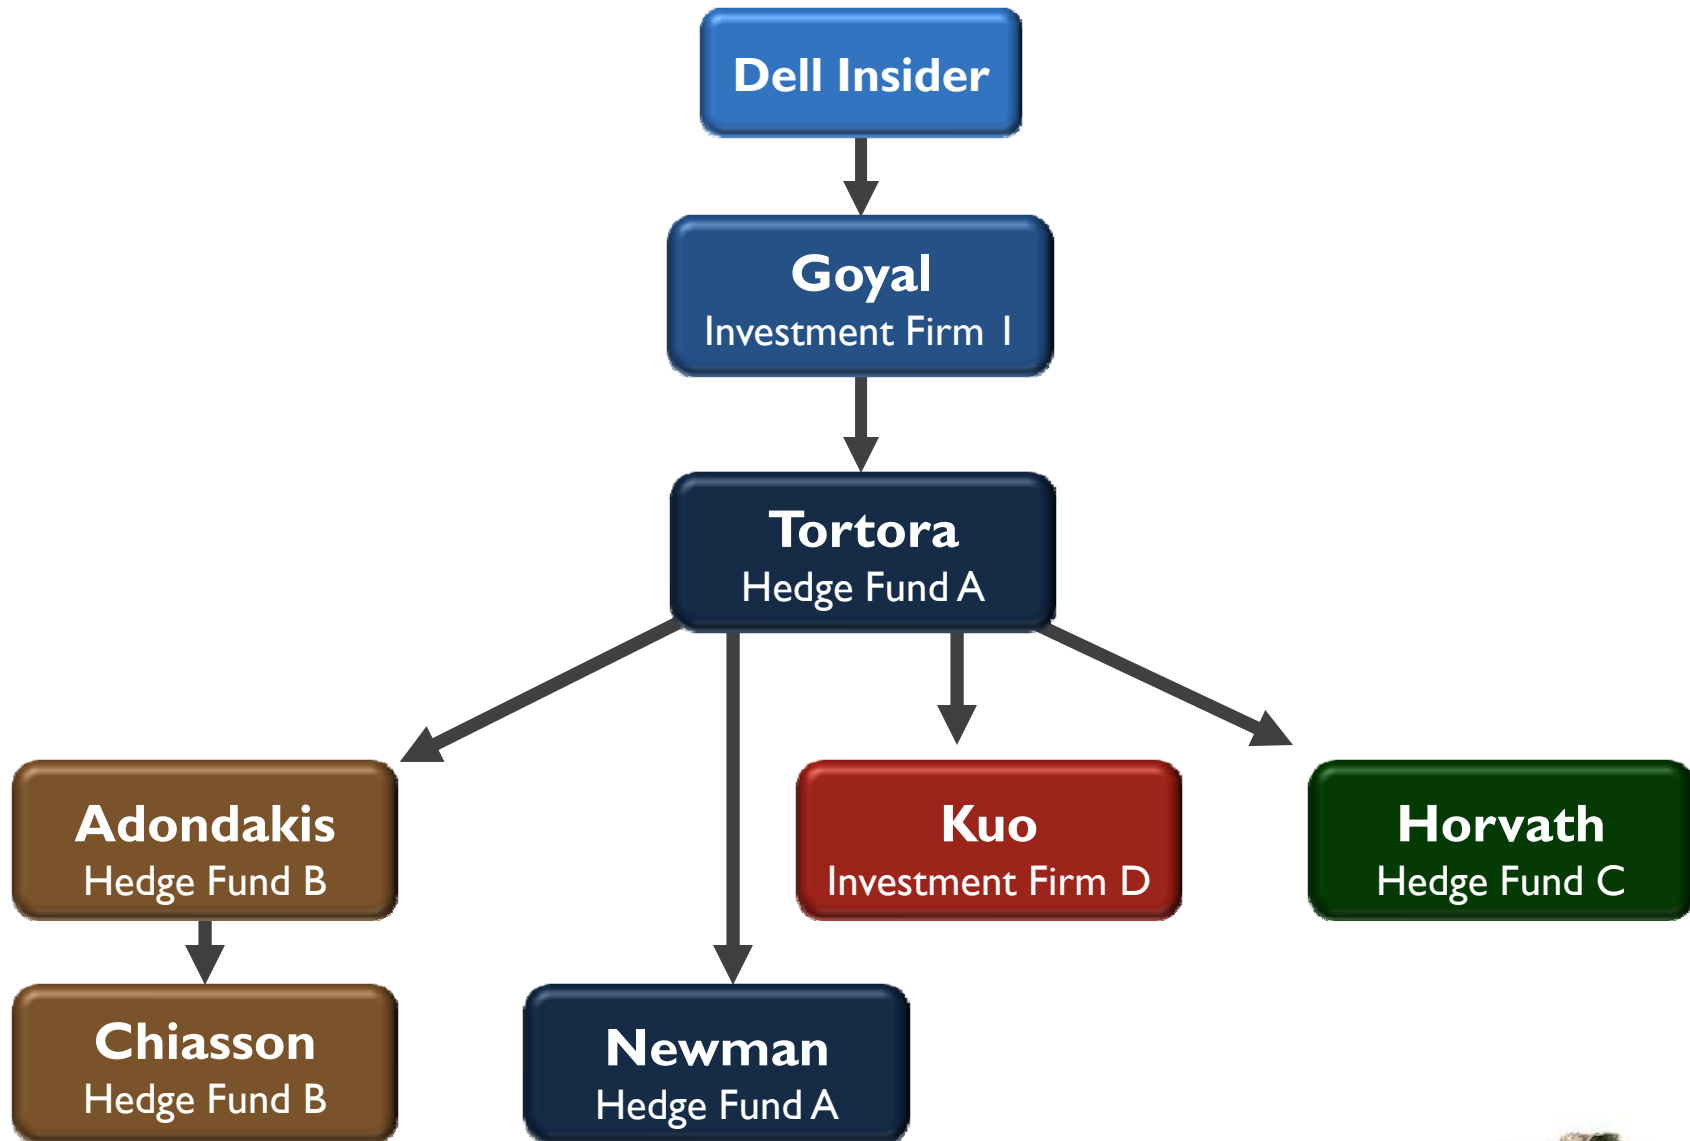 Dell Insider
Goyal
Investment Firm 1
Tortora
Hedge Fund A
Adondakis
Hedge Fund B
Kuo
Investment Firm D
Horvath
Hedge Fund C
Chiasson
Hedge Fund B
Newman
Hedge Fund A